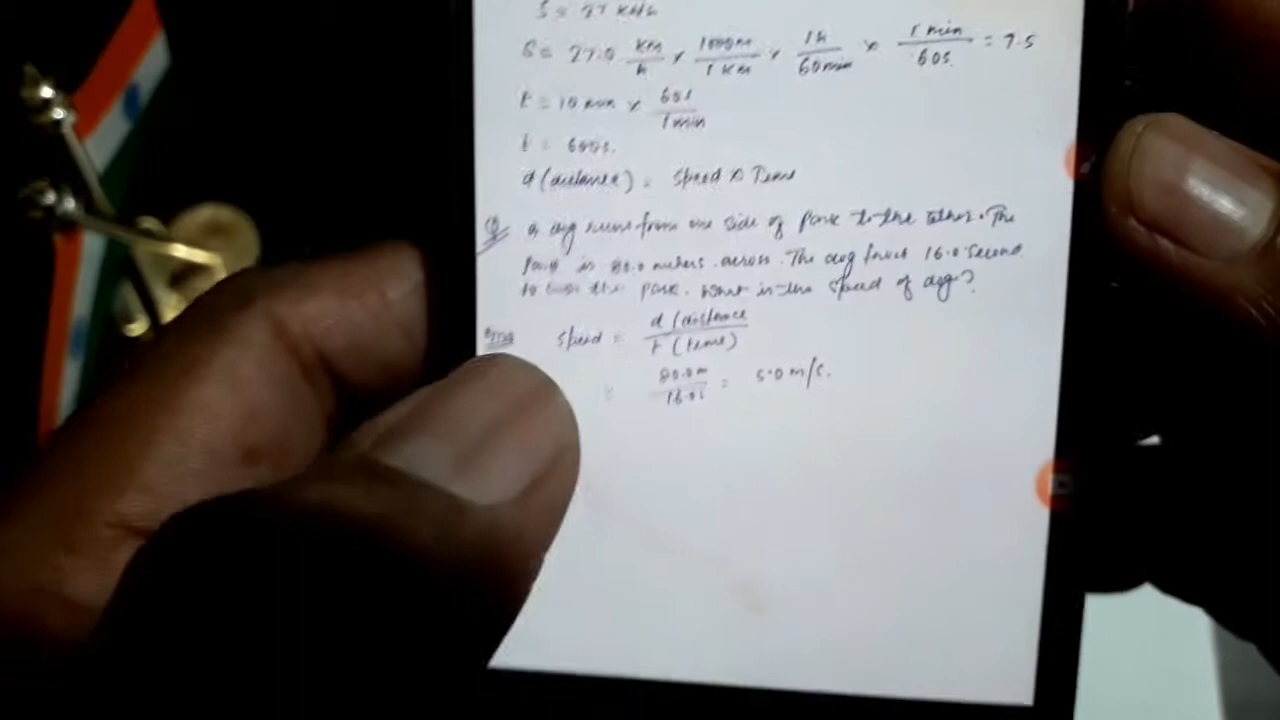 S = 27 km/h
S = 27.0 km/h × 1000m/1 km × 1h/60min × 1 min/60s = 7.5
t = 10 min × 60s/1min
t = 600s.
d (distance) = speed × Time
Q A dog runs from one side of park to the other. The
park is 80.0 meters across. The dog takes 16.0 second
to cross the park. What is the speed of dog?
speed = d (distance/t (time)
= 80.0m/16.0s = 5.0 m/s.